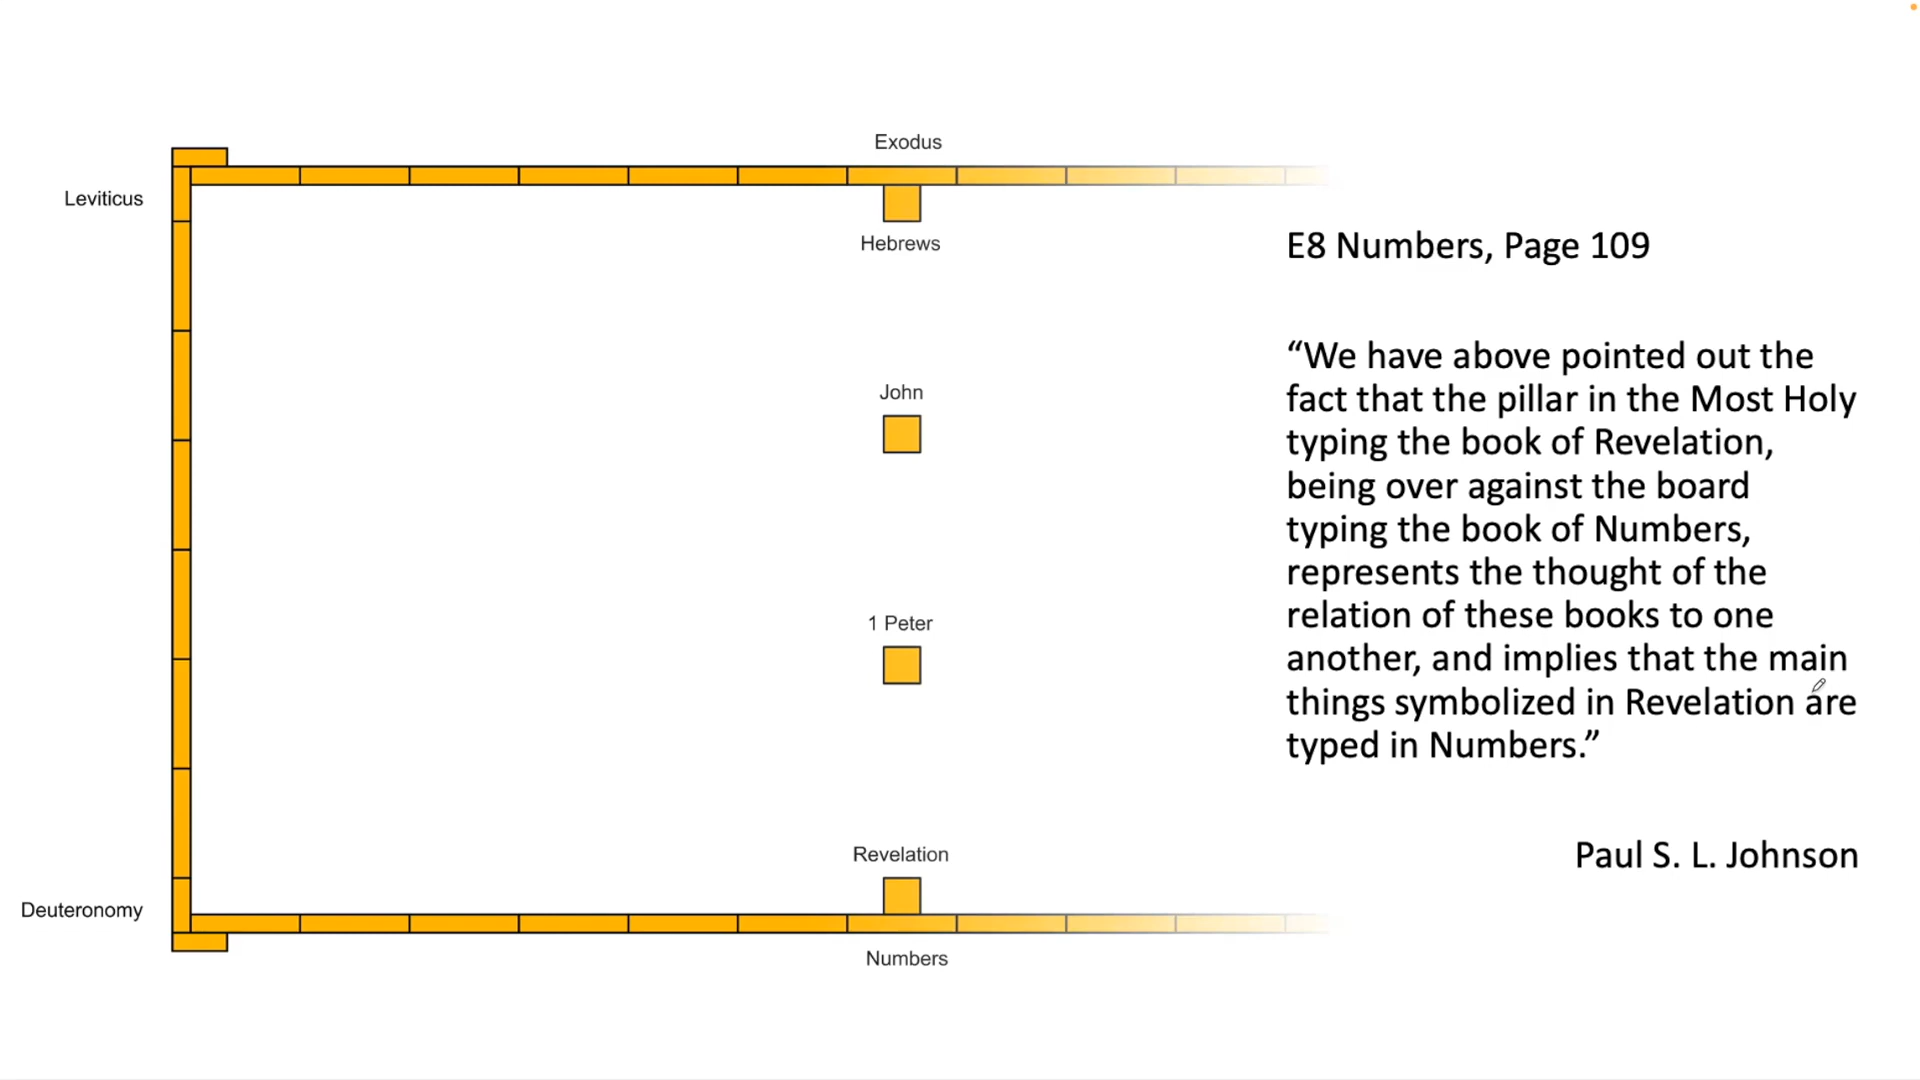 Exodus
Leviticus
Hebrews
John
1 Peter
Revelation
Deuteronomy
Numbers
E8 Numbers, Page 109
“We have above pointed out the
fact that the pillar in the Most Holy
typing the book of Revelation,
being over against the board
typing the book of Numbers,
represents the thought of the
relation of these books to one
another, and implies that the main
things symbolized in Revelation are
typed in Numbers.”
Paul S. L. Johnson